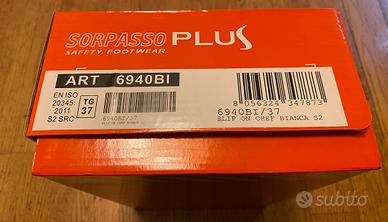 SORPASSO PLUS
SAFETY FOOTWEAR
ART 6940BI
EN ISO
20345:
2011
S2 SRC
TG
37
6940BI/37
8 056324 347873
6940BI/37
SLIP ON CHEF BIANCA S2
subito